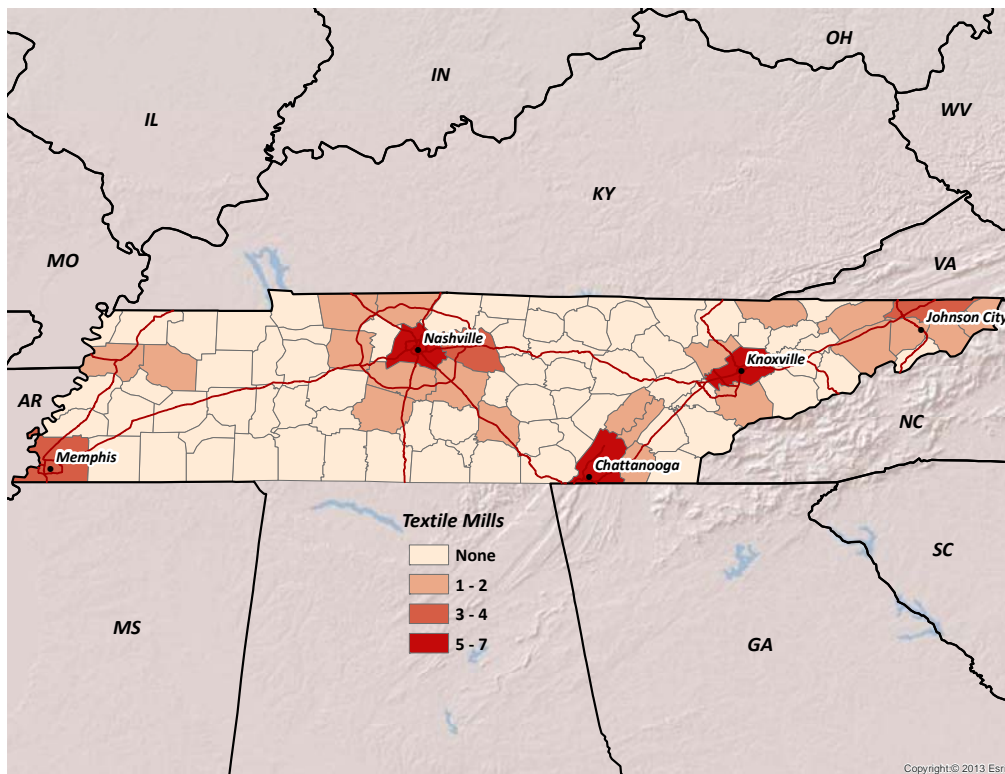 OH
IN
WV
IL
KY
MO
VA
Johnson City
Nashville
Knoxville
AR
NC
Memphis
Chattanooga
Textile Mills
None
1 - 2
3 - 4
5 - 7
SC
MS
GA
Copyright:© 2013 Esri